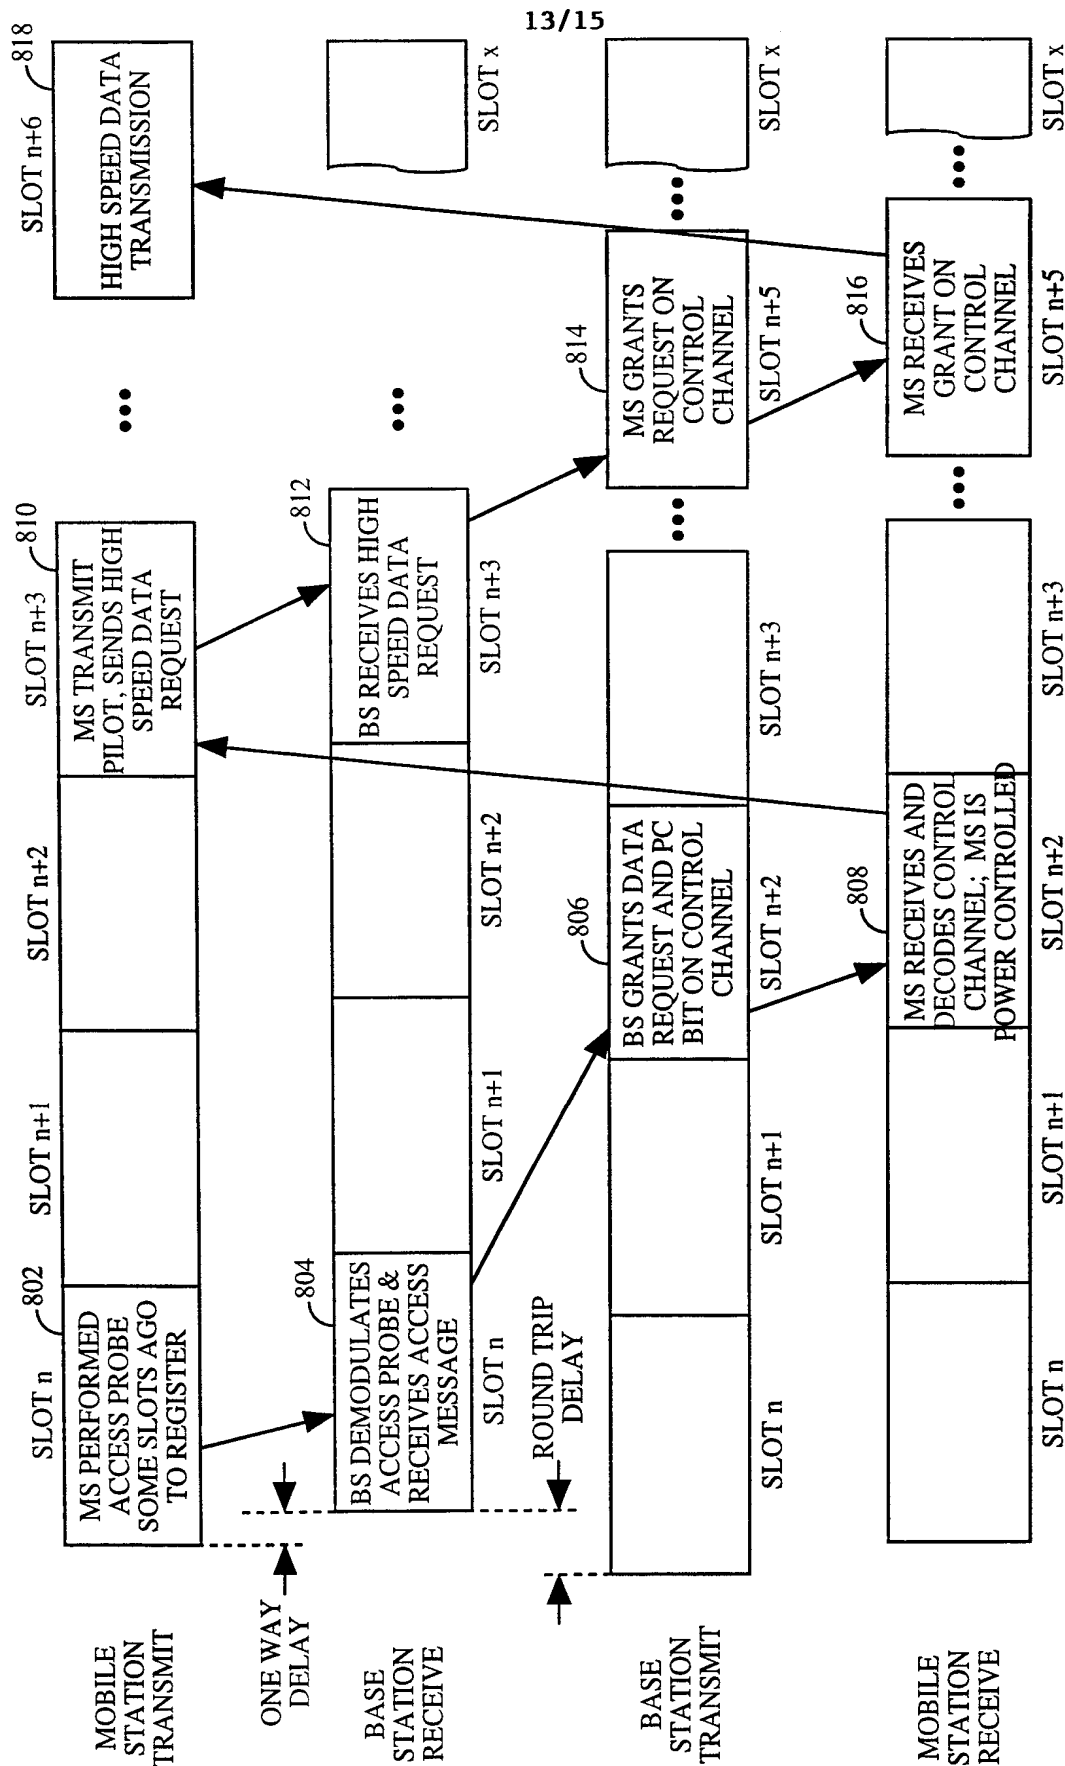 13/15
MOBILE
STATION
TRANSMIT
SLOT n
802
MS PERFORMED
ACCESS PROBE
SOME SLOTS AGO
TO REGISTER
SLOT n+1
SLOT n+2
SLOT n+3
810
MS TRANSMIT
PILOT, SENDS HIGH
SPEED DATA
REQUEST
•••
SLOT n+6
818
HIGH SPEED DATA
TRANSMISSION
ONE WAY
DELAY
BASE
STATION
RECEIVE
804
BS DEMODULATES
ACCESS PROBE &
RECEIVES ACCESS
MESSAGE
SLOT n
SLOT n+1
SLOT n+2
812
BS RECEIVES HIGH
SPEED DATA
REQUEST
SLOT n+3
•••
SLOT x
ROUND TRIP
DELAY
BASE
STATION
TRANSMIT
SLOT n
SLOT n+1
806
BS GRANTS DATA
REQUEST AND PC
BIT ON CONTROL
CHANNEL
SLOT n+2
SLOT n+3
•••
814
MS GRANTS
REQUEST ON
CONTROL
CHANNEL
SLOT n+5
•••
SLOT x
MOBILE
STATION
RECEIVE
SLOT n
SLOT n+1
808
MS RECEIVES AND
DECODES CONTROL
CHANNEL; MS IS
POWER CONTROLLED
SLOT n+2
SLOT n+3
•••
816
MS RECEIVES
GRANT ON
CONTROL
CHANNEL
SLOT n+5
•••
SLOT x